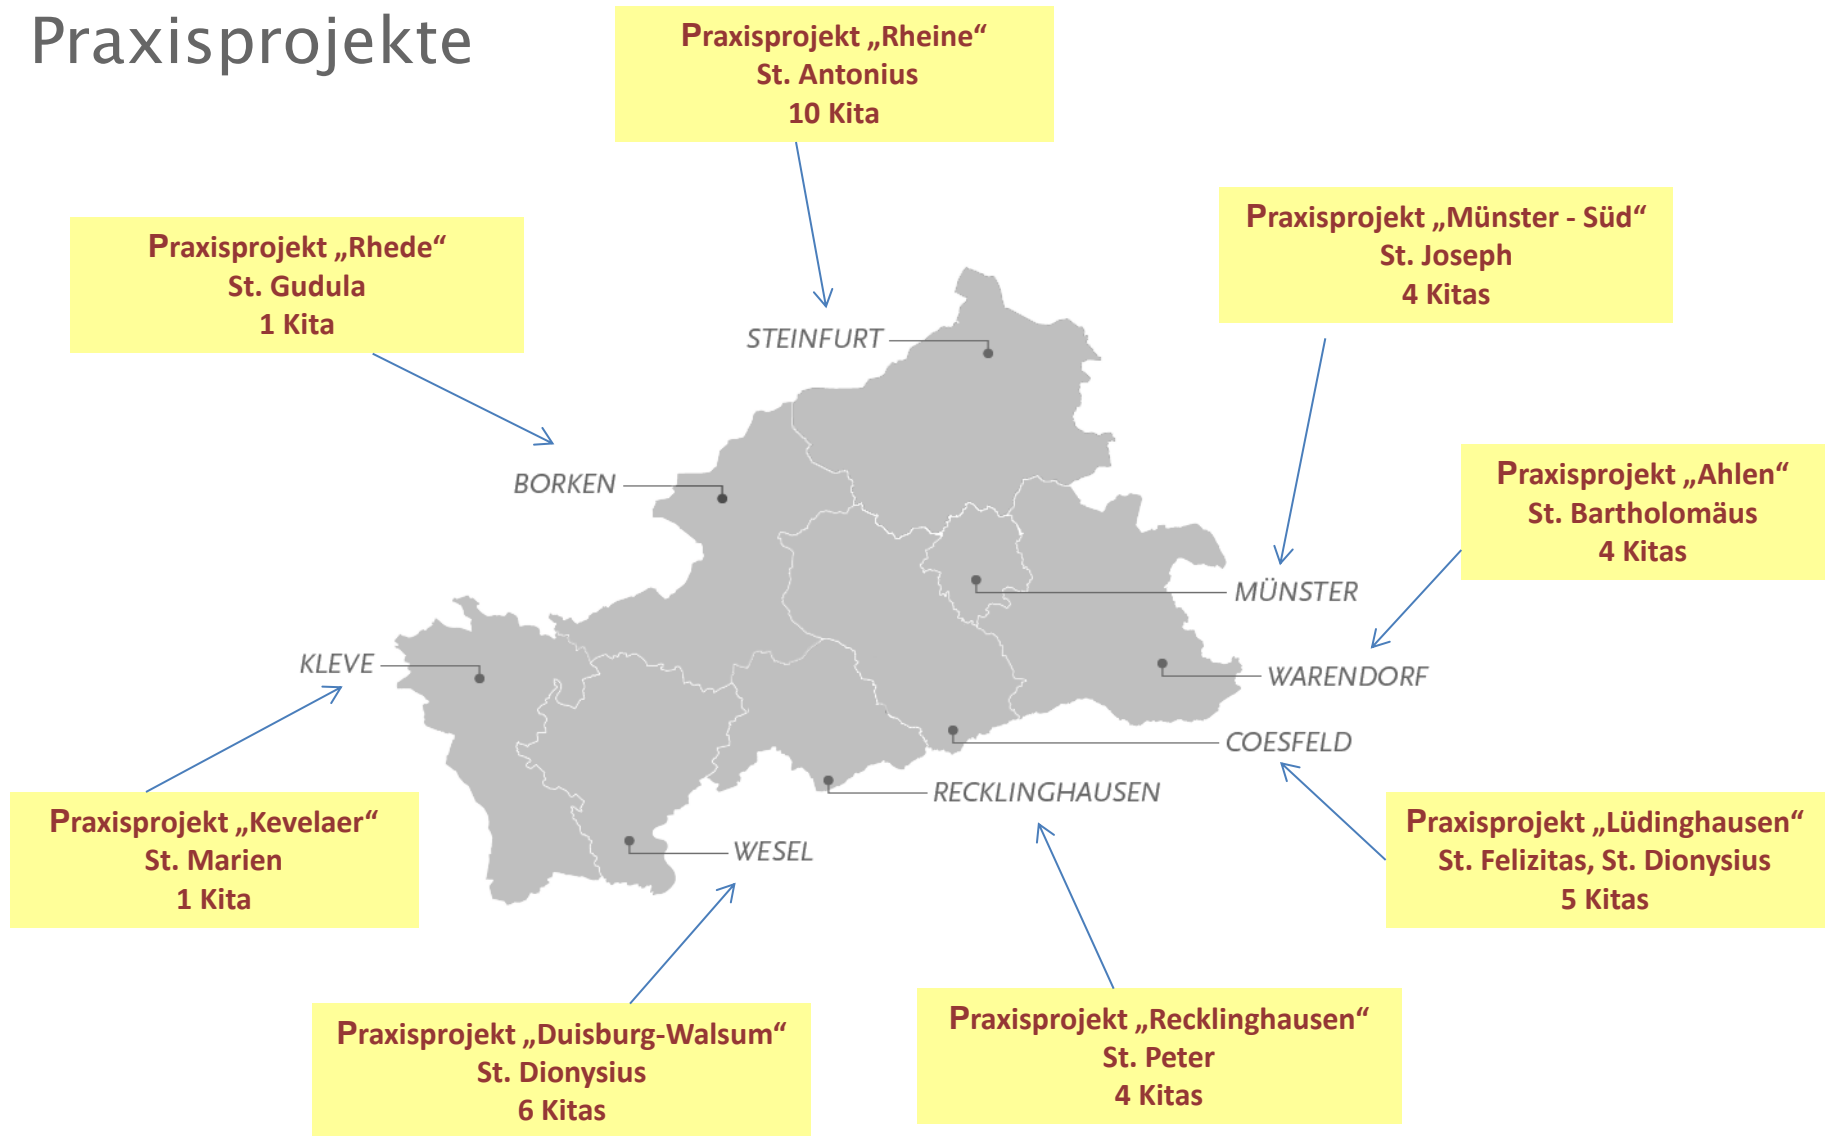 Praxisprojekte
Praxisprojekt „Rheine“
St. Antonius
10 Kita
Praxisprojekt „Münster - Süd“
St. Joseph
4 Kitas
Praxisprojekt „Rhede“
St. Gudula
1 Kita
STEINFURT
BORKEN
Praxisprojekt „Ahlen“
St. Bartholomäus
4 Kitas
MÜNSTER
KLEVE
WARENDORF
COESFELD
RECKLINGHAUSEN
WESEL
Praxisprojekt „Kevelaer“
St. Marien
1 Kita
Praxisprojekt „Lüdinghausen“
St. Felizitas, St. Dionysius
5 Kitas
Praxisprojekt „Duisburg-Walsum“
St. Dionysius
6 Kitas
Praxisprojekt „Recklinghausen“
St. Peter
4 Kitas